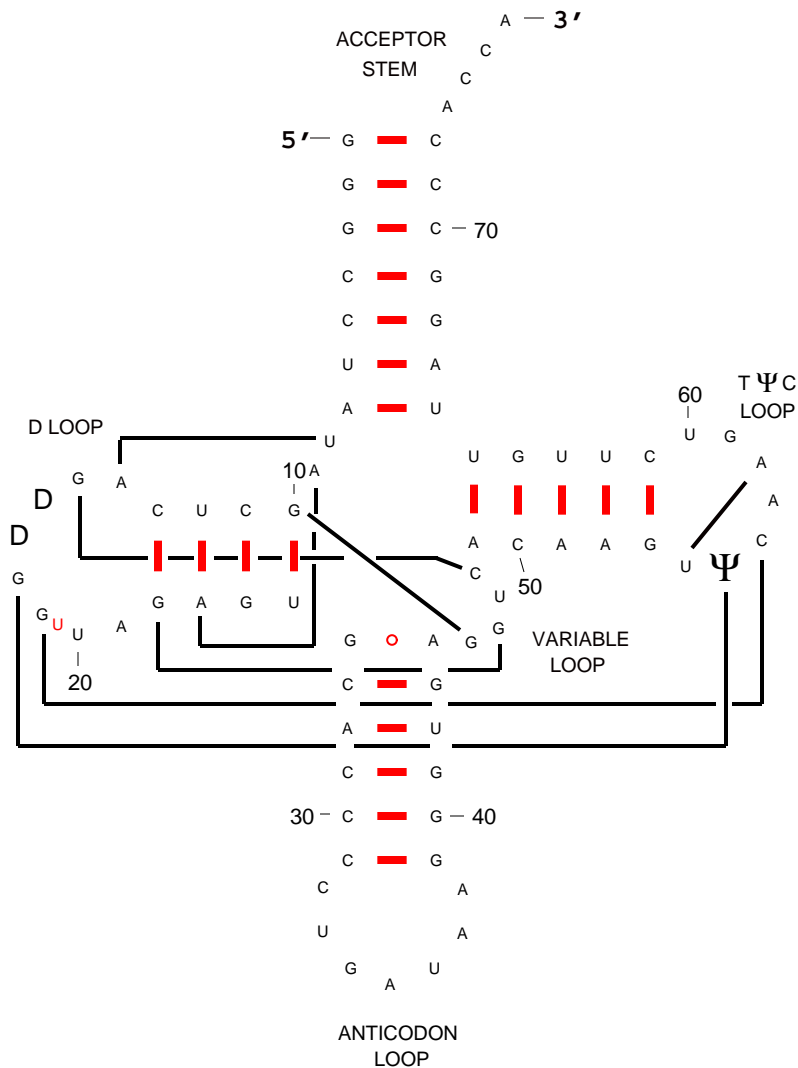 A 3′
ACCEPTOR
STEM
C
C
A
5′ G C
G C
G C 70
C G
C G
U A
A U
T Ψ C
LOOP
60
D LOOP
U
U G
U G U U C
A
G A
10 A
A
D
C U C G
D
A C A A G U Ψ C
C 50
G
G A G U
U
G U U A
G A G G
VARIABLE
LOOP
20
C G
A U
C G
30 C G 40
C G
C A
U A
G A U
ANTICODON
LOOP